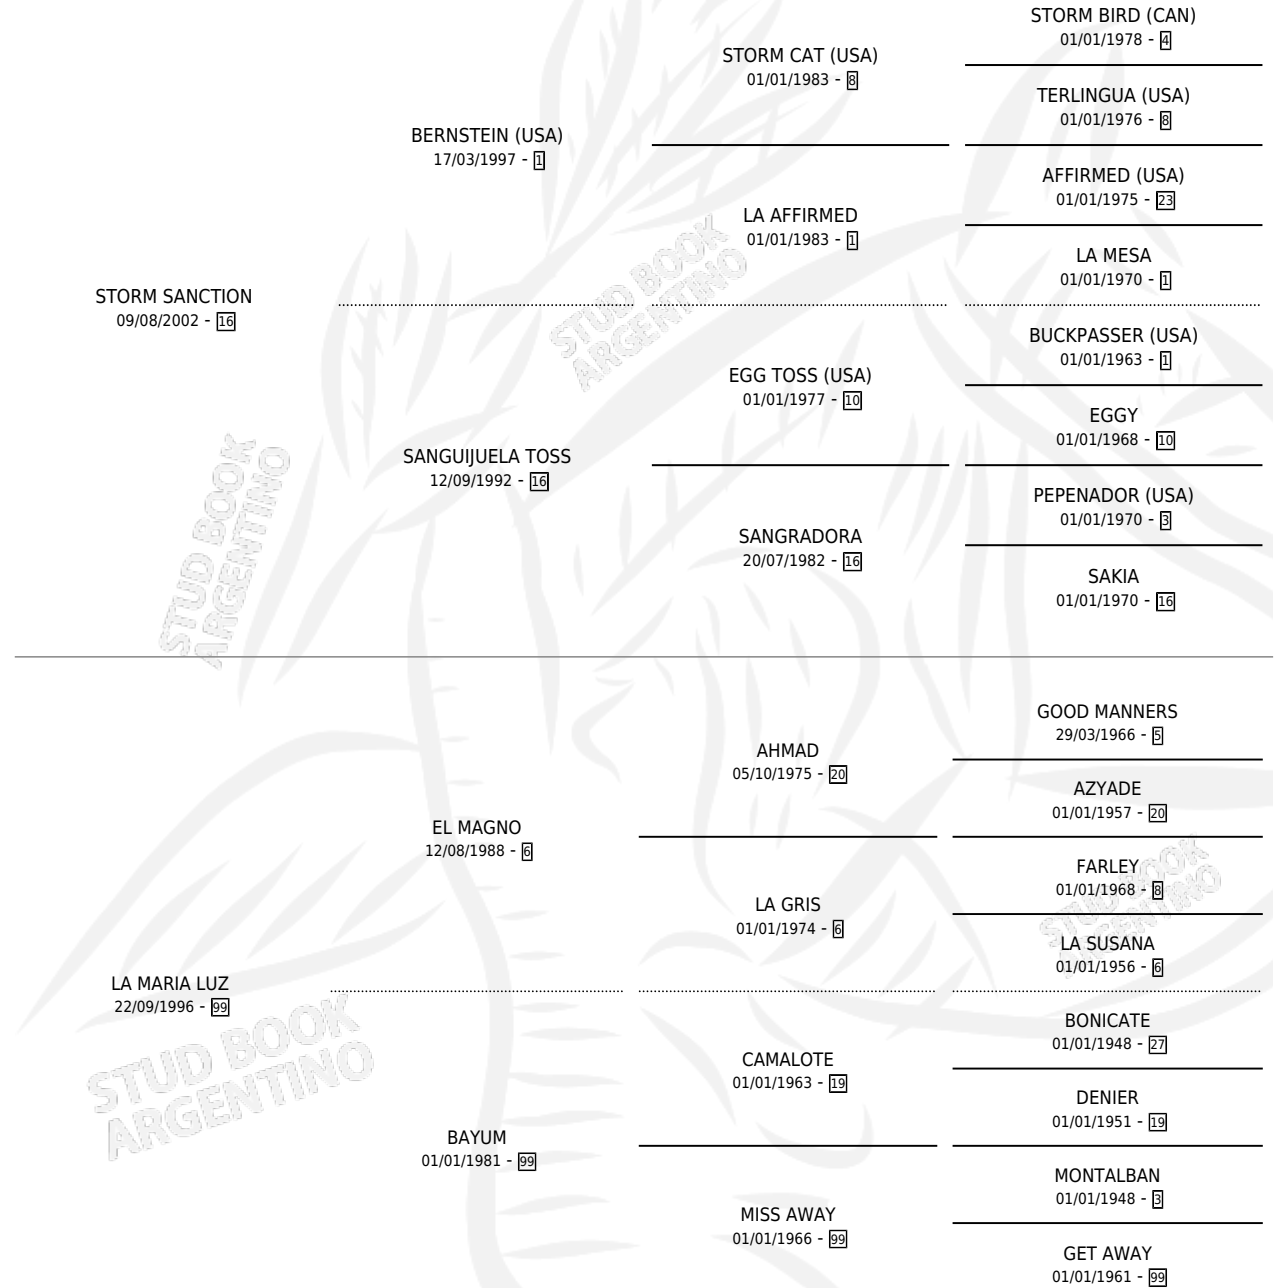 STORM BIRD (CAN)
01/01/1978 - 4
STORM CAT (USA)
01/01/1983 - 8
TERLINGUA (USA)
01/01/1976 - 8
BERNSTEIN (USA)
17/03/1997 - 1
AFFIRMED (USA)
01/01/1975 - 23
LA AFFIRMED
01/01/1983 - 1
LA MESA
01/01/1970 - 1
STORM SANCTION
09/08/2002 - 16
BUCKPASSER (USA)
01/01/1963 - 1
EGG TOSS (USA)
01/01/1977 - 10
EGGY
01/01/1968 - 10
SANGUIJUELA TOSS
12/09/1992 - 16
PEPENADOR (USA)
01/01/1970 - 3
SANGRADORA
20/07/1982 - 16
SAKIA
01/01/1970 - 16
GOOD MANNERS
29/03/1966 - 5
AHMAD
05/10/1975 - 20
AZYADE
01/01/1957 - 20
EL MAGNO
12/08/1988 - 6
FARLEY
01/01/1968 - 8
LA GRIS
01/01/1974 - 6
LA SUSANA
01/01/1956 - 6
LA MARIA LUZ
22/09/1996 - 99
BONICATE
01/01/1948 - 27
CAMALOTE
01/01/1963 - 19
DENIER
01/01/1951 - 19
BAYUM
01/01/1981 - 99
MONTALBAN
01/01/1948 - 3
MISS AWAY
01/01/1966 - 99
GET AWAY
01/01/1961 - 99
STUD BOOK
ARGENTINO
STUD BOOK
ARGENTINO
STUD BOOK
ARGENTINO
STUD BOOK
ARGENTINO